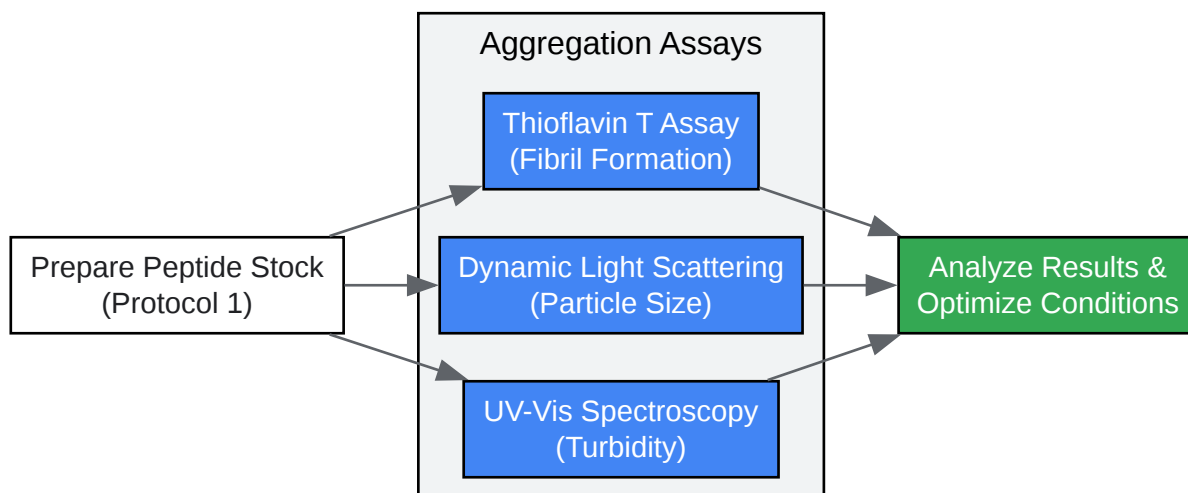 Aggregation Assays
Thioflavin T Assay
(Fibril Formation)
Prepare Peptide Stock
(Protocol 1)
Dynamic Light Scattering
(Particle Size)
Analyze Results &
Optimize Conditions
UV-Vis Spectroscopy
(Turbidity)